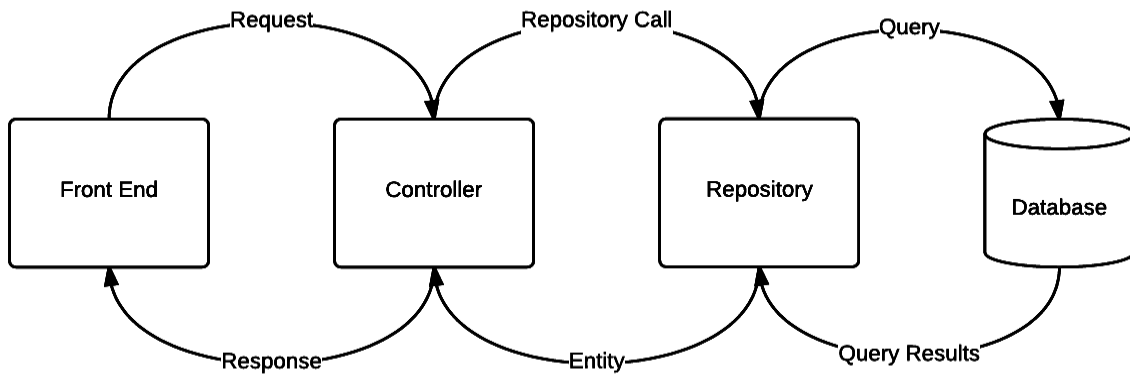 Request
Repository Call
Query
Front End
Controller
Repository
Database
Response
Entity
Query Results